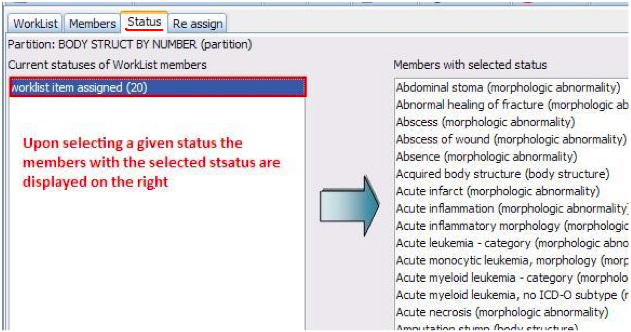 WorkList Members Status Re assign
Partition: BODY STRUCT BY NUMBER (partition)
Current statuses of WorkList members
worklist item assigned (20)
Upon selecting a given status the
members with the selected stsatus are
displayed on the right
Members with selected status
Abdominal stoma (morphologic abnormality)
Abnormal healing of fracture (morphologic ab
Abscess (morphologic abnormality)
Abscess of wound (morphologic abnormality)
Absence (morphologic abnormality)
Acquired body structure (body structure)
Acute infarct (morphologic abnormality)
Acute inflammation (morphologic abnormality)
Acute inflammatory morphology (morphologic
Acute leukemia - category (morphologic abno
Acute monocytic leukemia, morphology (morp
Acute myeloid leukemia - category (morpholo
Acute myeloid leukemia, no ICD-O subtype (
Acute necrosis (morphologic abnormality)
Amputation stump (body structure)